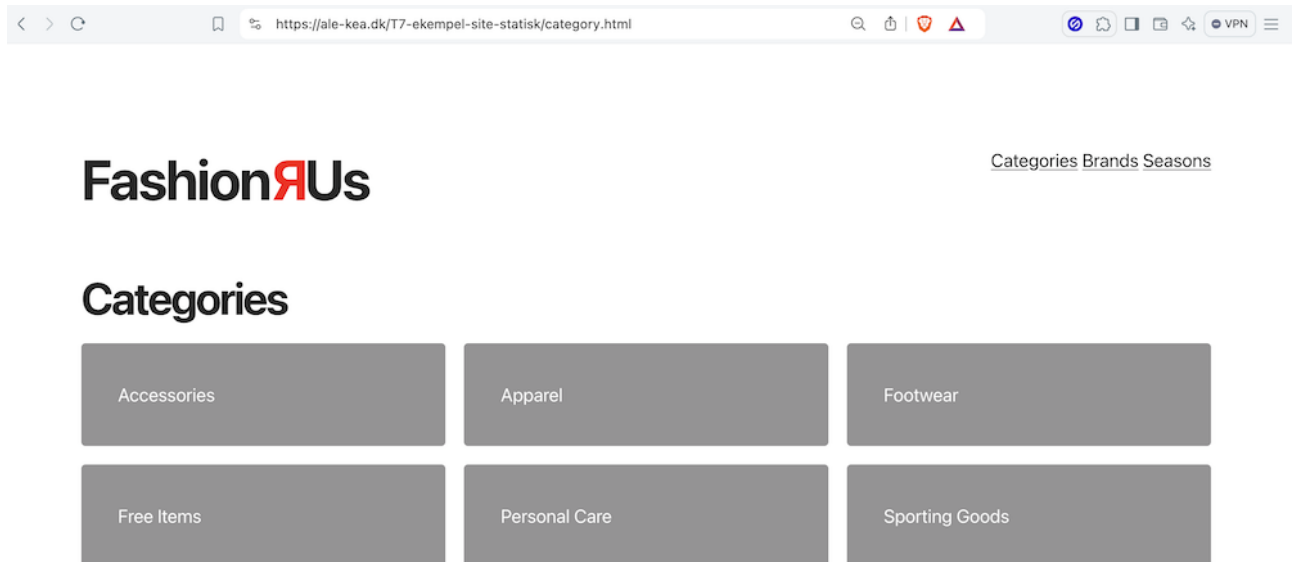 https://ale-kea.dk/T7-ekempel-site-statisk/category.html
VPN
FashionЯUs
Categories Brands Seasons
Categories
Accessories
Apparel
Footwear
Free Items
Personal Care
Sporting Goods